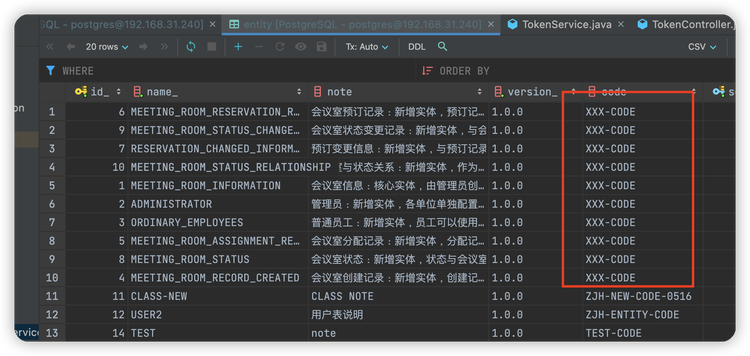 SQL - postgres@192.168.31.240] entity [PostgreSQL - postgres@192.168.31.240] TokenService.java TokenController.j
20 rows Tx: Auto DDL CSV
WHERE ORDER BY
on id_ name_ note version_ code s
1 6 MEETING_ROOM_RESERVATION_R… 会议室预订记录：新增实体，预订记… 1.0.0 XXX-CODE
2 9 MEETING_ROOM_STATUS_CHANGE… 会议室状态变更记录：新增实体，与会 1.0.0 XXX-CODE
3 7 RESERVATION_CHANGED_INFORM… 预订变更信息：新增实体，与预订记录 1.0.0 XXX-CODE
4 10 MEETING_ROOM_STATUS_RELATIONSHIP 与状态关系：新增实体，作为… 1.0.0 XXX-CODE
5 1 MEETING_ROOM_INFORMATION 会议室信息：核心实体，由管理员创… 1.0.0 XXX-CODE
6 2 ADMINISTRATOR 管理员：新增实体，各单位单独配置… 1.0.0 XXX-CODE
7 3 ORDINARY_EMPLOYEES 普通员工：新增实体，员工可以使用… 1.0.0 XXX-CODE
8 5 MEETING_ROOM_ASSIGNMENT_RE… 会议室分配记录：新增实体，分配记… 1.0.0 XXX-CODE
9 8 MEETING_ROOM_STATUS 会议室状态：新增实体，状态与会议室 1.0.0 XXX-CODE
10 4 MEETING_ROOM_RECORD_CREATED 会议室创建记录：新增实体，创建记… 1.0.0 XXX-CODE
11 11 CLASS-NEW CLASS NOTE 1.0.0 ZJH-NEW-CODE-0516
12 12 USER2 用户表说明 1.0.0 ZJH-ENTITY-CODE
ervice 13 14 TEST note 1.0.0 TEST-CODE